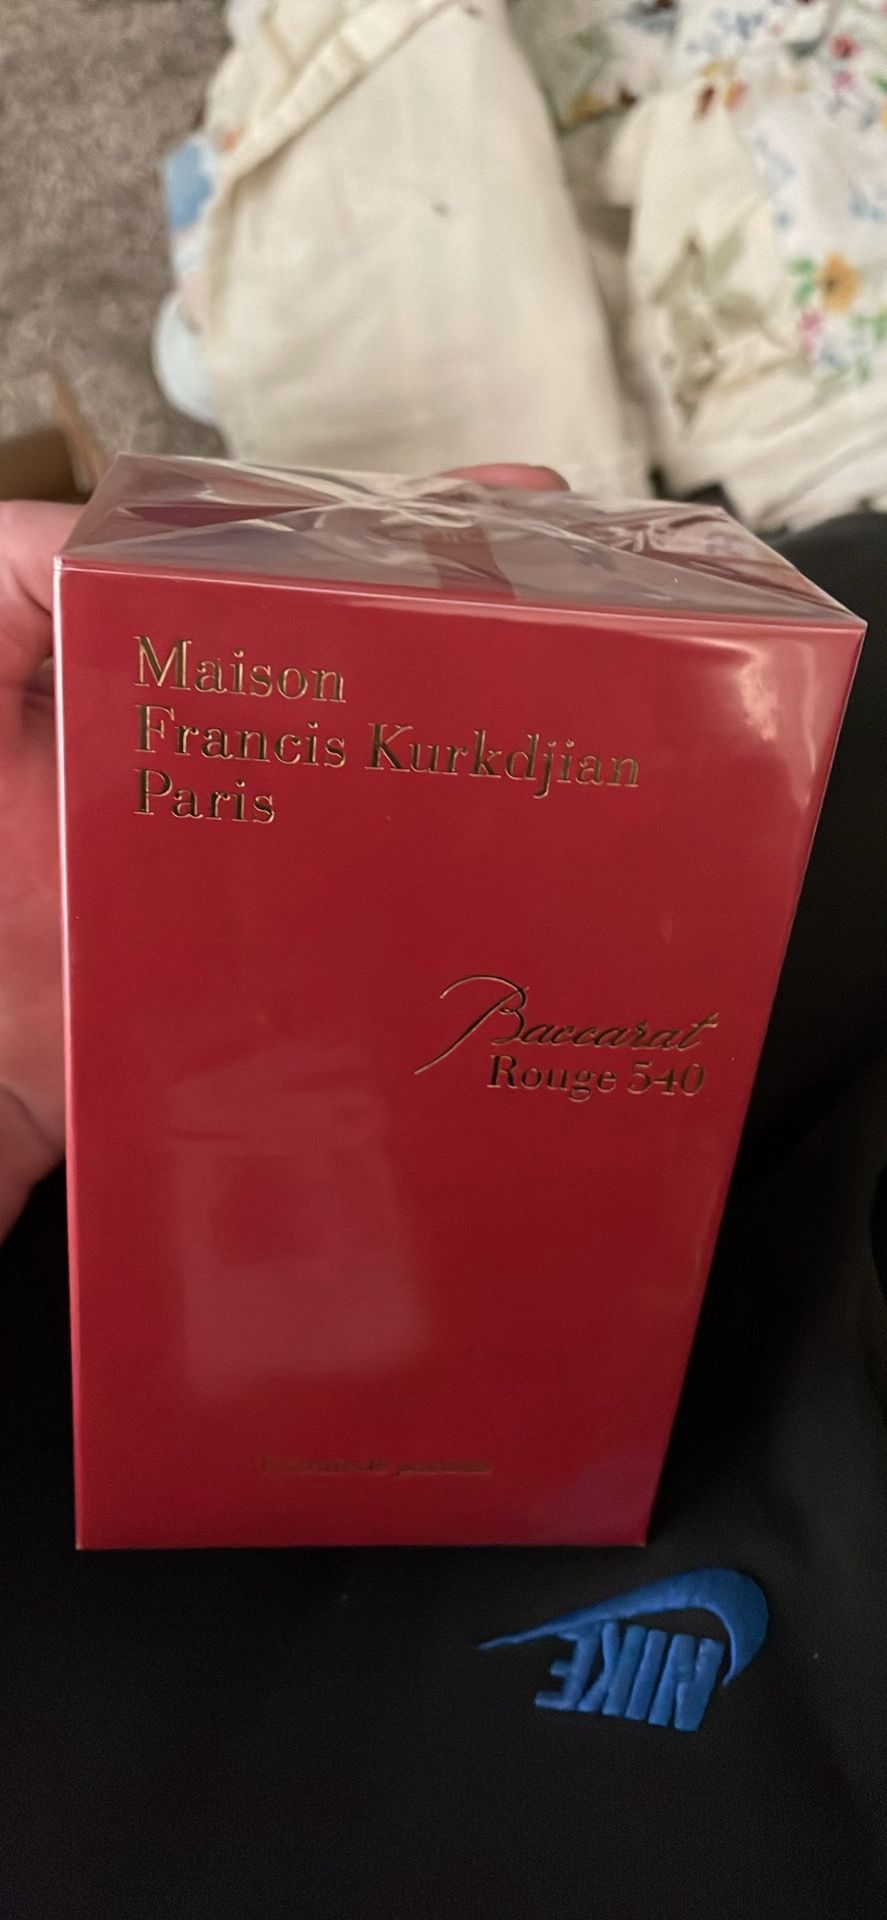 Maison
Francis Kurkdjian
Paris
Baccarat
Rouge 540
NIKE